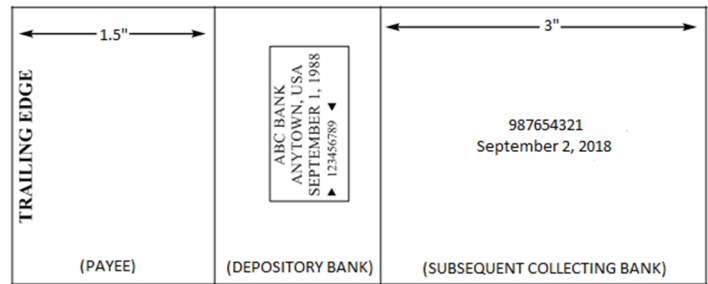 1.5"
3"
TRAILING EDGE
ABC BANK
ANYTOWN, USA
SEPTEMBER 1, 1988
► 123456789 ◄
987654321
September 2, 2018
(PAYEE)
(DEPOSITORY BANK)
(SUBSEQUENT COLLECTING BANK)